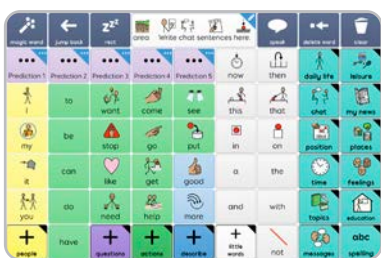 magic wand jump back rest area Write chat sentences here. speak delete word clear
Prediction 1 Prediction 2 Prediction 3 Prediction 4 Prediction 5 now then daily life leisure
i to want come see this that chat my news
my be stop go put in on position places
it can like get good a the time feelings
you do need help more and with topics education
people have questions actions describe little words not messages abc spelling